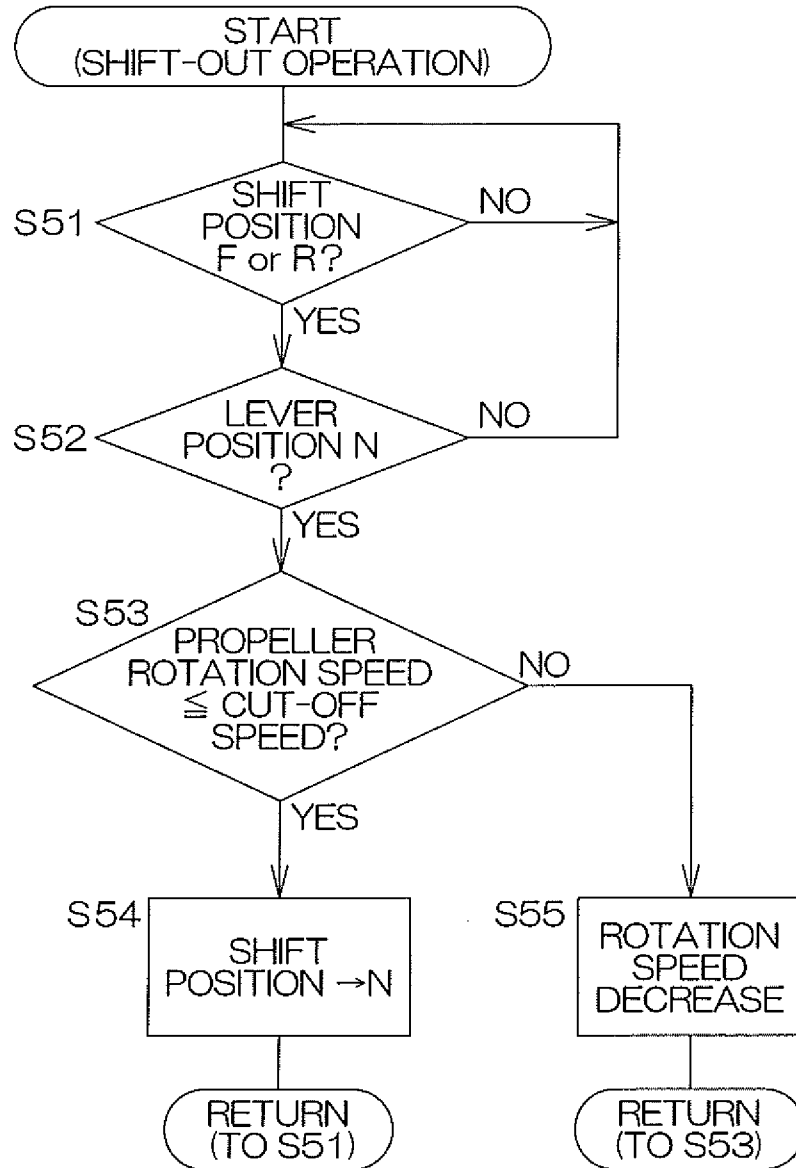 START
(SHIFT-OUT OPERATION)
S51
SHIFT
POSITION
F or R?
NO
YES
S52
LEVER
POSITION N
?
NO
YES
S53
PROPELLER
ROTATION SPEED
≦ CUT-OFF
SPEED?
NO
YES
S54
SHIFT
POSITION →N
S55
ROTATION
SPEED
DECREASE
RETURN
(TO S51)
RETURN
(TO S53)